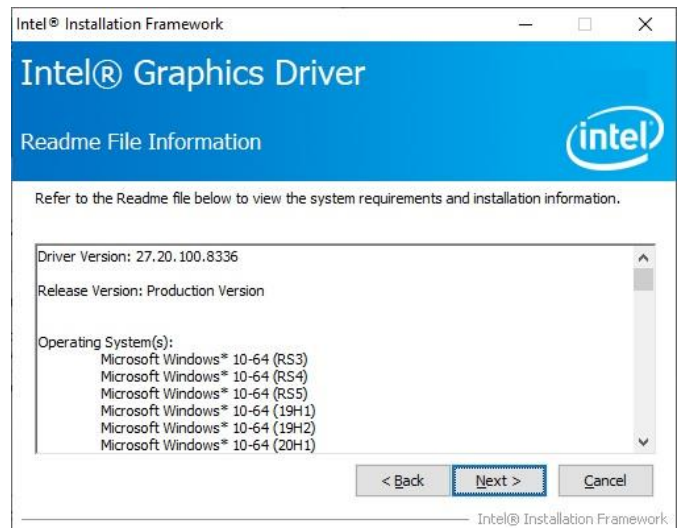 Intel® Installation Framework
Intel® Graphics Driver
Readme File Information
intel
Refer to the Readme file below to view the system requirements and installation information.
Driver Version: 27.20.100.8336
Release Version: Production Version
Operating System(s):
Microsoft Windows* 10-64 (RS3)
Microsoft Windows* 10-64 (RS4)
Microsoft Windows* 10-64 (RS5)
Microsoft Windows* 10-64 (19H1)
Microsoft Windows* 10-64 (19H2)
Microsoft Windows* 10-64 (20H1)
< Back Next > Cancel
Intel® Installation Framework